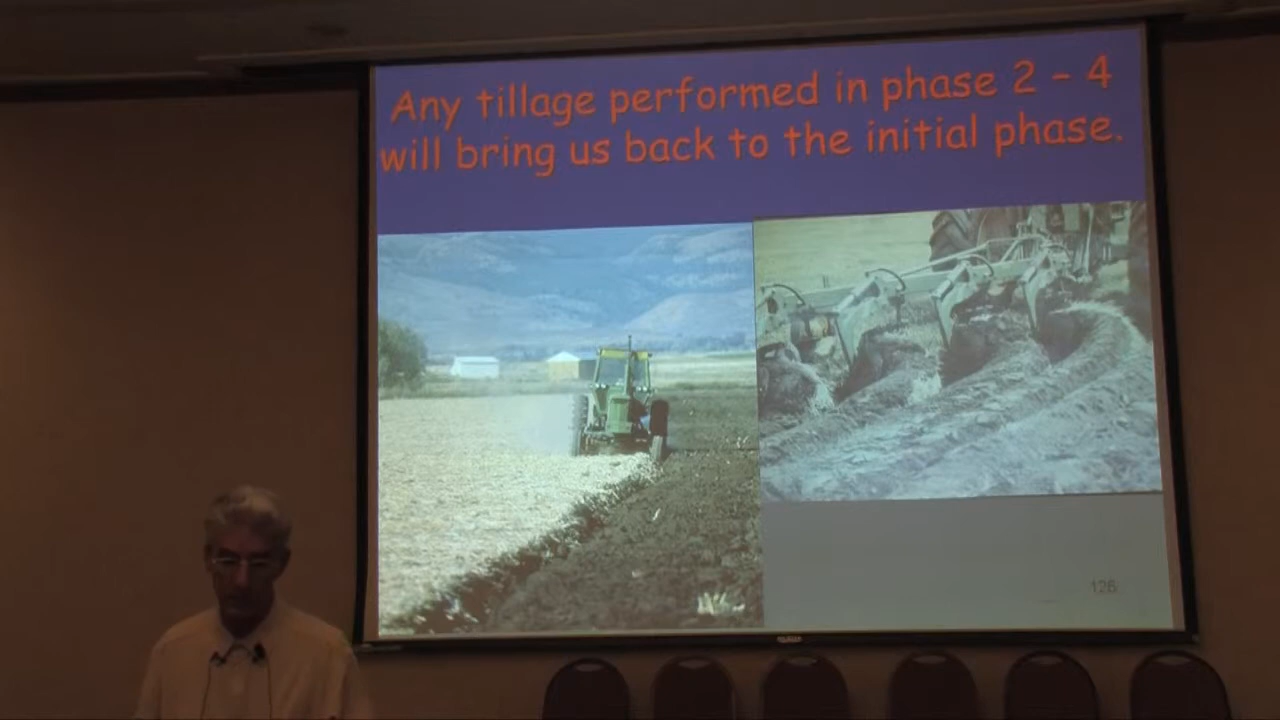 Any tillage performed in phase 2 – 4
will bring us back to the initial phase.
126